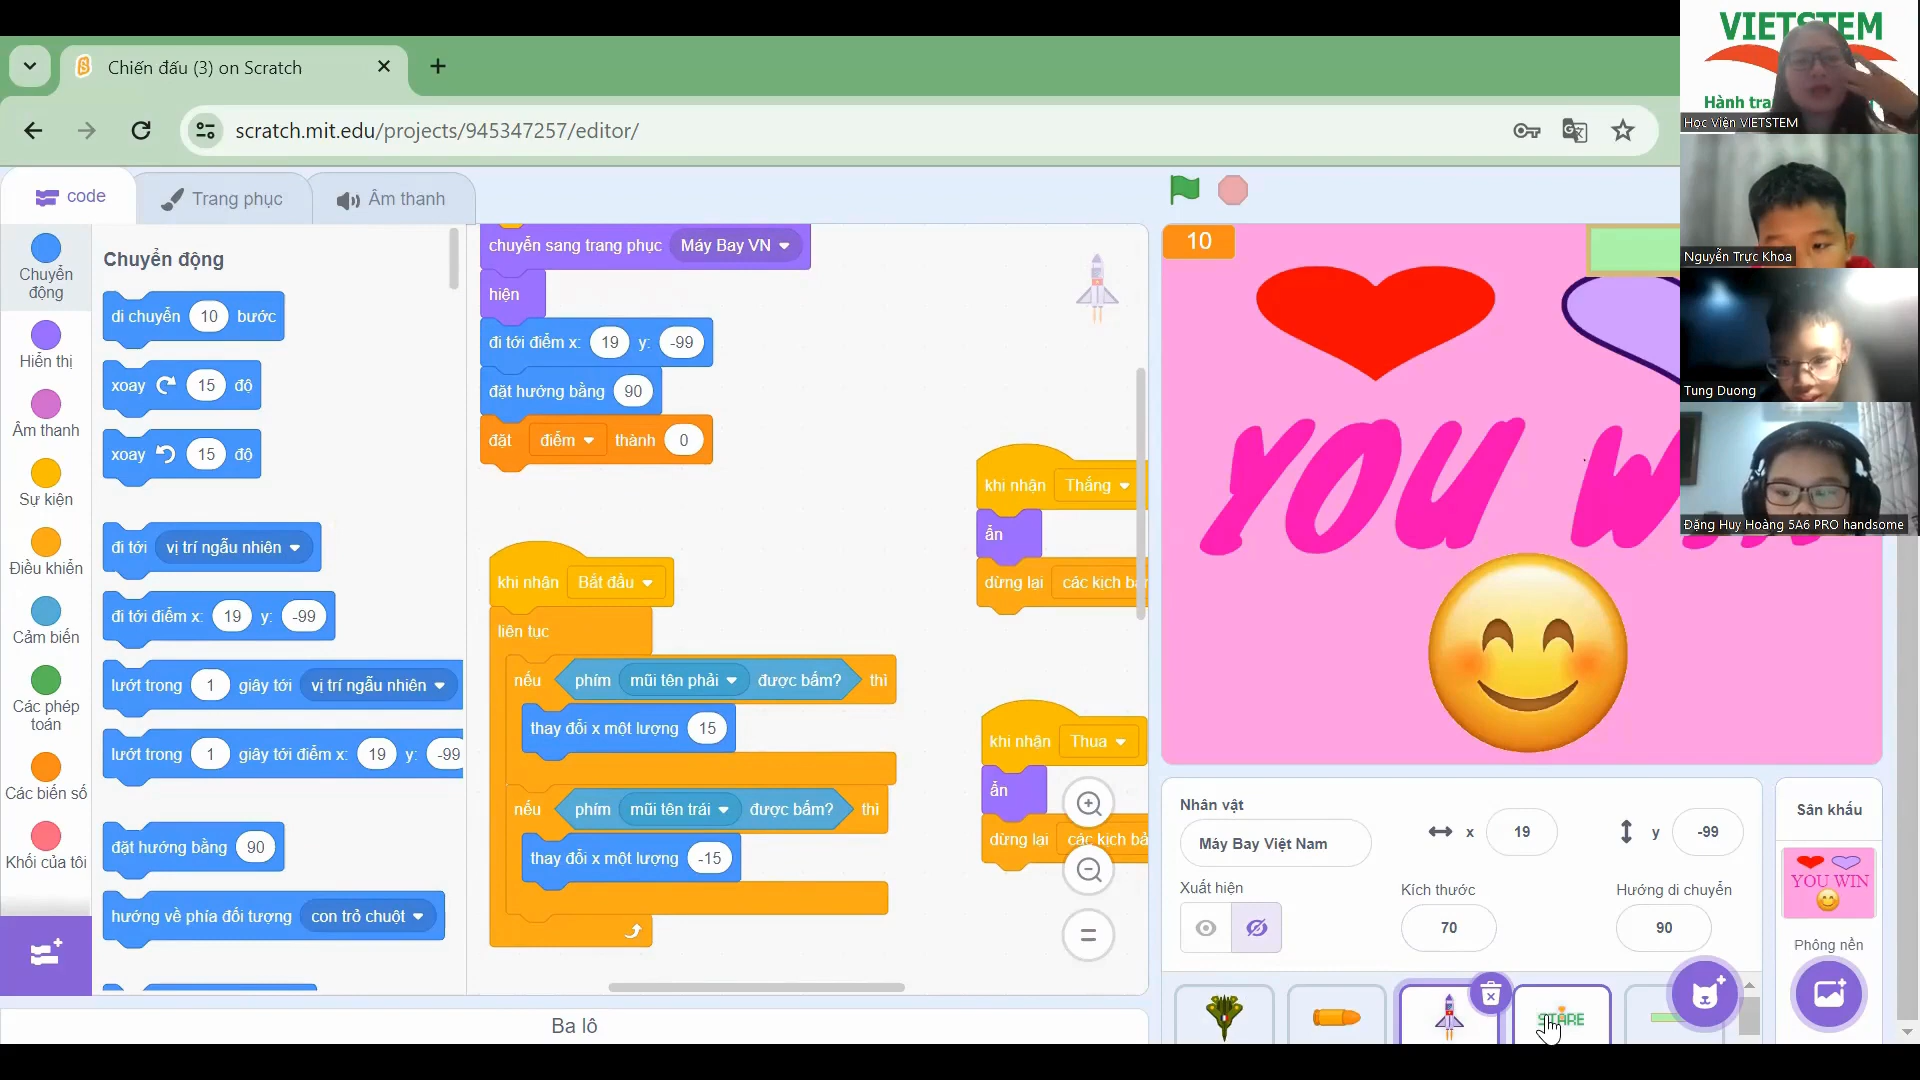 Chiến đấu (3) on Scratch
scratch.mit.edu/projects/945347257/editor/
VIETSTEM
Hành tra
Học Viện VIETSTEM
Nguyễn Trực Khoa
Tung Duong
Đặng Huy Hoàng 5A6 PRO handsome
code
Trang phục
Âm thanh
Chuyển động
Hiển thị
Âm thanh
Sự kiện
Điều khiển
Cảm biến
Các phép toán
Các biến số
Khối của tôi
Chuyển động
di chuyển 10 bước
xoay 15 độ
xoay 15 độ
đi tới vị trí ngẫu nhiên
đi tới điểm x: 19 y: -99
lướt trong 1 giây tới vị trí ngẫu nhiên
lướt trong 1 giây tới điểm x: 19 y: -99
đặt hướng bằng 90
hướng về phía đối tượng con trỏ chuột
chuyển sang trang phục Máy Bay VN
hiện
đi tới điểm x: 19 y: -99
đặt hướng bằng 90
đặt điểm thành 0
khi nhận Bắt đầu
liên tục
nếu phím mũi tên phải được bấm? thì
thay đổi x một lượng 15
nếu phím mũi tên trái được bấm? thì
thay đổi x một lượng -15
khi nhận Thắng
ẩn
dừng lại các kịch bả
khi nhận Thua
ẩn
dừng lại các kịch bả
Ba lô
10
YOU W
Nhân vật
Máy Bay Việt Nam
x 19
y -99
Xuất hiện
Kích thước
70
Hướng di chuyển
90
Sân khấu
YOU WIN
Phông nền